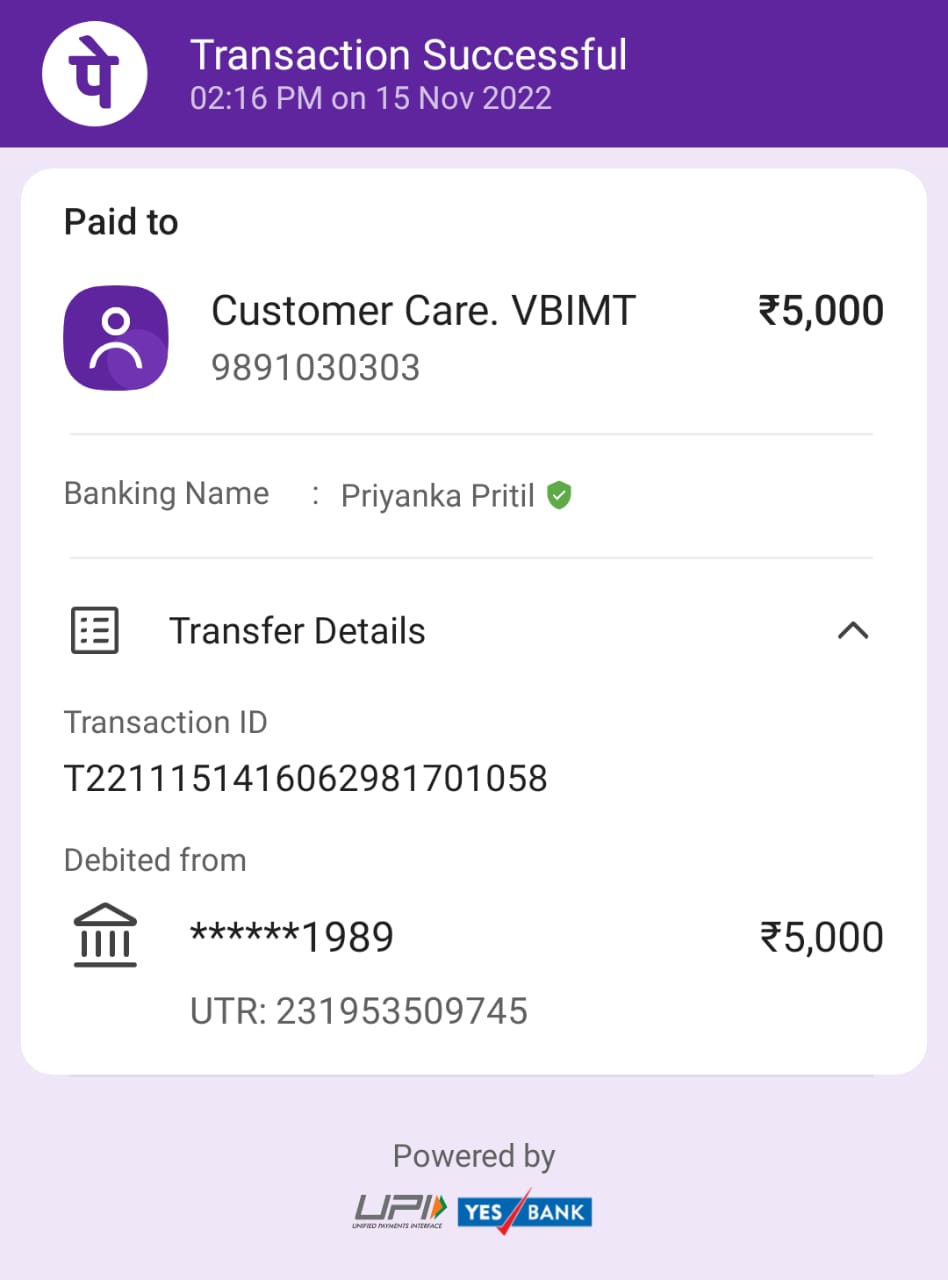 पे
Transaction Successful
02:16 PM on 15 Nov 2022
Paid to
Customer Care. VBIMT ₹5,000
9891030303
Banking Name : Priyanka Pritil
Transfer Details
Transaction ID
T2211151416062981701058
Debited from
******1989 ₹5,000
UTR: 231953509745
Powered by
UPI YES BANK
UNIFIED PAYMENTS INTERFACE